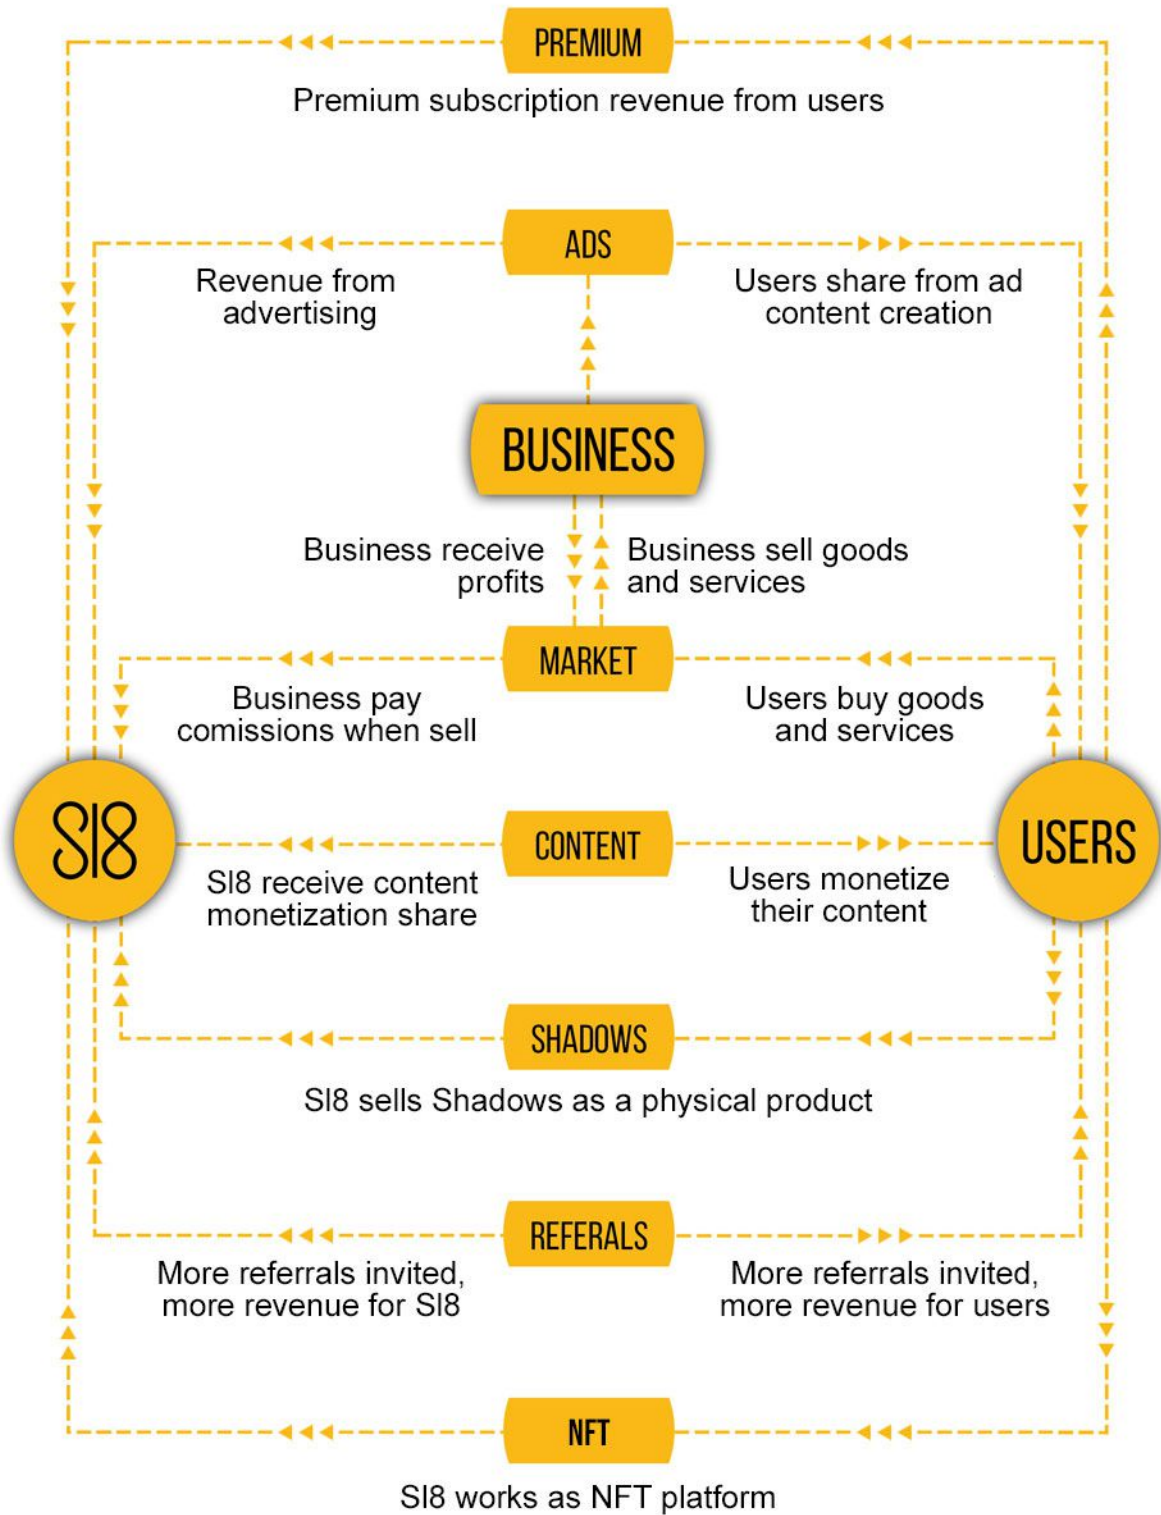 PREMIUM
Premium subscription revenue from users
ADS
Revenue from
advertising
Users share from ad
content creation
BUSINESS
Business receive
profits
Business sell goods
and services
MARKET
Business pay
comissions when sell
Users buy goods
and services
SI8
CONTENT
USERS
SI8 receive content
monetization share
Users monetize
their content
SHADOWS
SI8 sells Shadows as a physical product
REFERALS
More referrals invited,
more revenue for SI8
More referrals invited,
more revenue for users
NFT
SI8 works as NFT platform